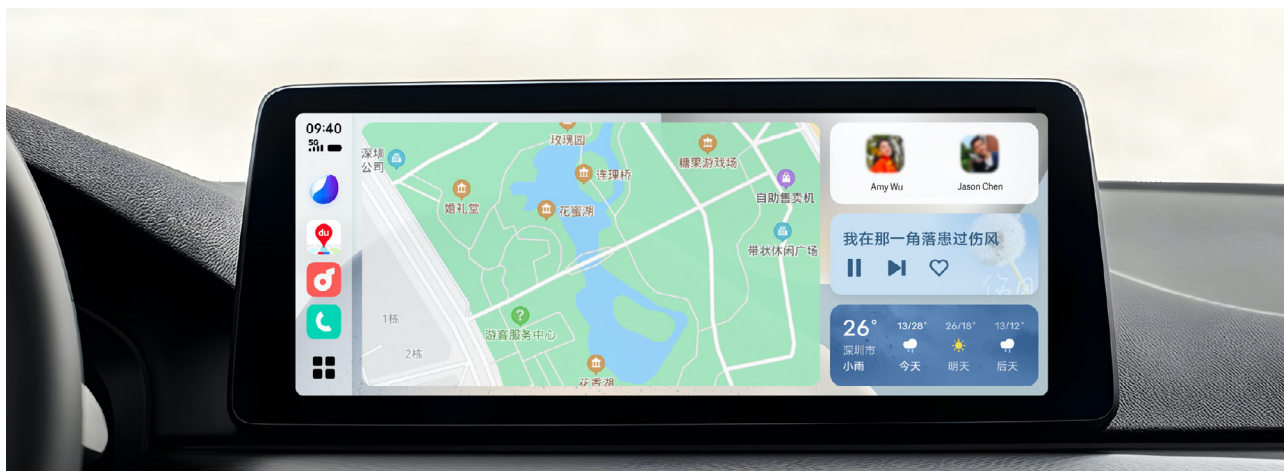 09:40
5G
du
深圳
公司
玫瑰园
连理桥
糖果游戏场
婚礼堂
花蜜湖
自助售卖机
带状休闲广场
1栋
2栋
?
游客服务中心
花香湖
Amy Wu
Jason Chen
我在那一角落患过伤风
26°
深圳市
小雨
13/28°
今天
26/18°
明天
13/12°
后天